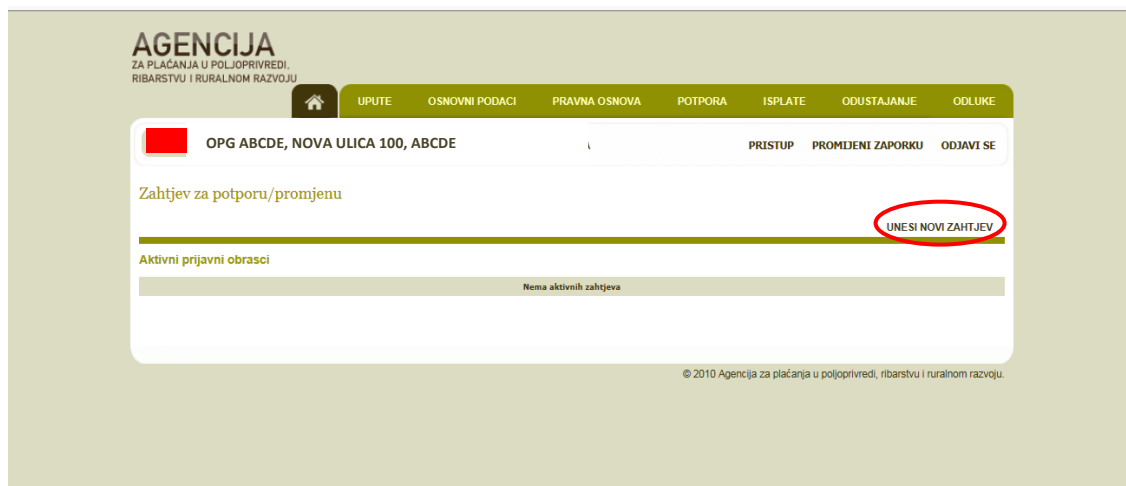 AGENCIJA
ZA PLAĆANJA U POLJOPRIVREDI,
RIBARSTVU I RURALNOM RAZVOJU
UPUTE OSNOVNI PODACI PRAVNA OSNOVA POTPORA ISPLATE ODUSTAJANJE ODLUKE
OPG ABCDE, NOVA ULICA 100, ABCDE PRISTUP PROMIJENI ZAPORKU ODJAVI SE
Zahtjev za potporu/promjenu
UNESI NOVI ZAHTJEV
Aktivni prijavni obrasci
Nema aktivnih zahtjeva
© 2010 Agencija za plaćanja u poljoprivredi, ribarstvu i ruralnom razvoju.